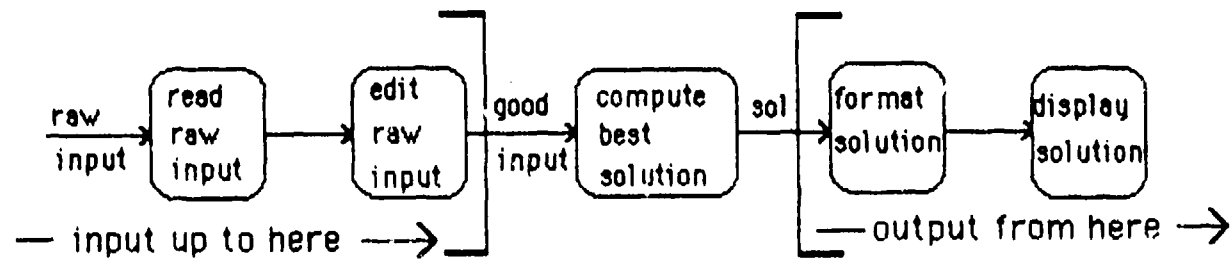 raw
input
read
raw
input
edit
raw
input
good
input
compute
best
solution
sol
format
solution
display
solution
input up to here
output from here